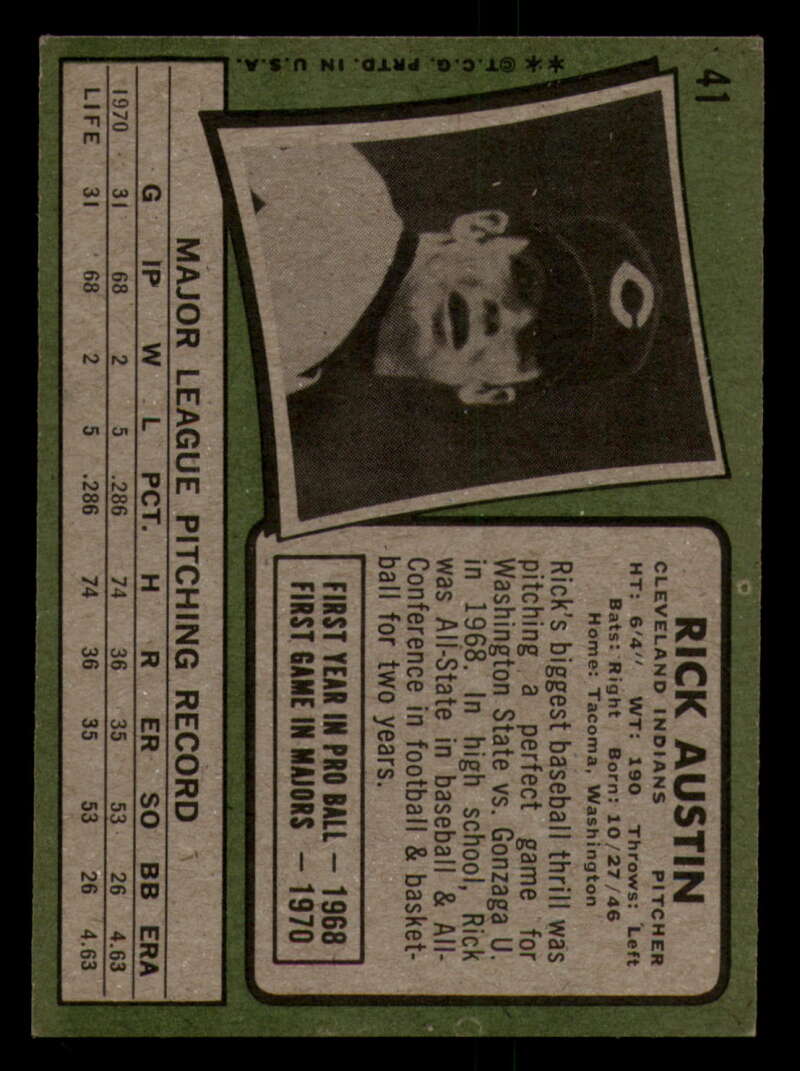 41
**©T.C.G. PRTD. IN U.S.A.
C
RICK AUSTIN
CLEVELAND INDIANS PITCHER
HT: 6'4" WT: 190 Throws: Left
Bats: Right Born: 10/27/46
Home: Tacoma, Washington
Rick's biggest baseball thrill was
pitching a perfect game for
Washington State vs. Gonzaga U.
in 1968. In high school, Rick
was All-State in baseball & All-
Conference in football & basket-
ball for two years.
FIRST YEAR IN PRO BALL — 1968
FIRST GAME IN MAJORS — 1970
MAJOR LEAGUE PITCHING RECORD
G IP W L PCT. H R ER SO BB ERA
1970 31 68 2 5 .286 74 36 35 53 26 4.63
LIFE 31 68 2 5 .286 74 36 35 53 26 4.63